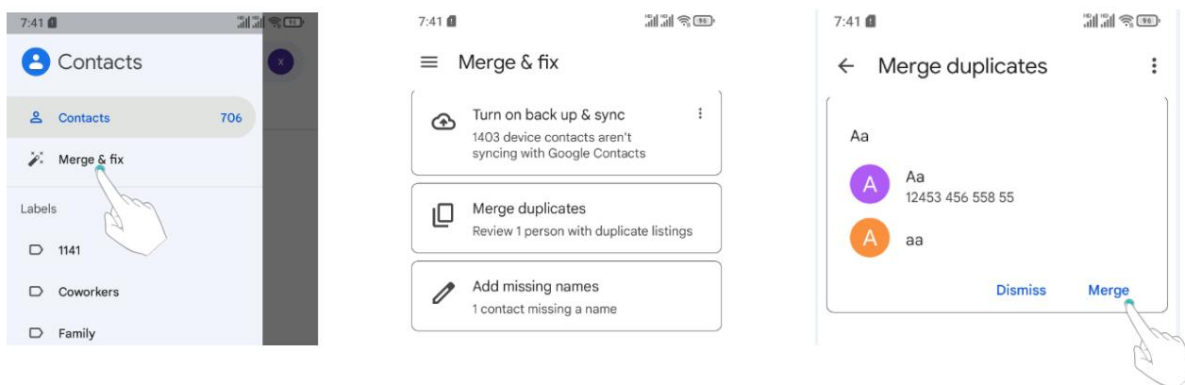 7:41
Contacts
x
Contacts 706
Merge & fix
Labels
1141
Coworkers
Family
7:41
96
Merge & fix
Turn on back up & sync
1403 device contacts aren't
syncing with Google Contacts
Merge duplicates
Review 1 person with duplicate listings
Add missing names
1 contact missing a name
7:41
96
Merge duplicates
Aa
A
Aa
12453 456 558 55
A
aa
Dismiss Merge